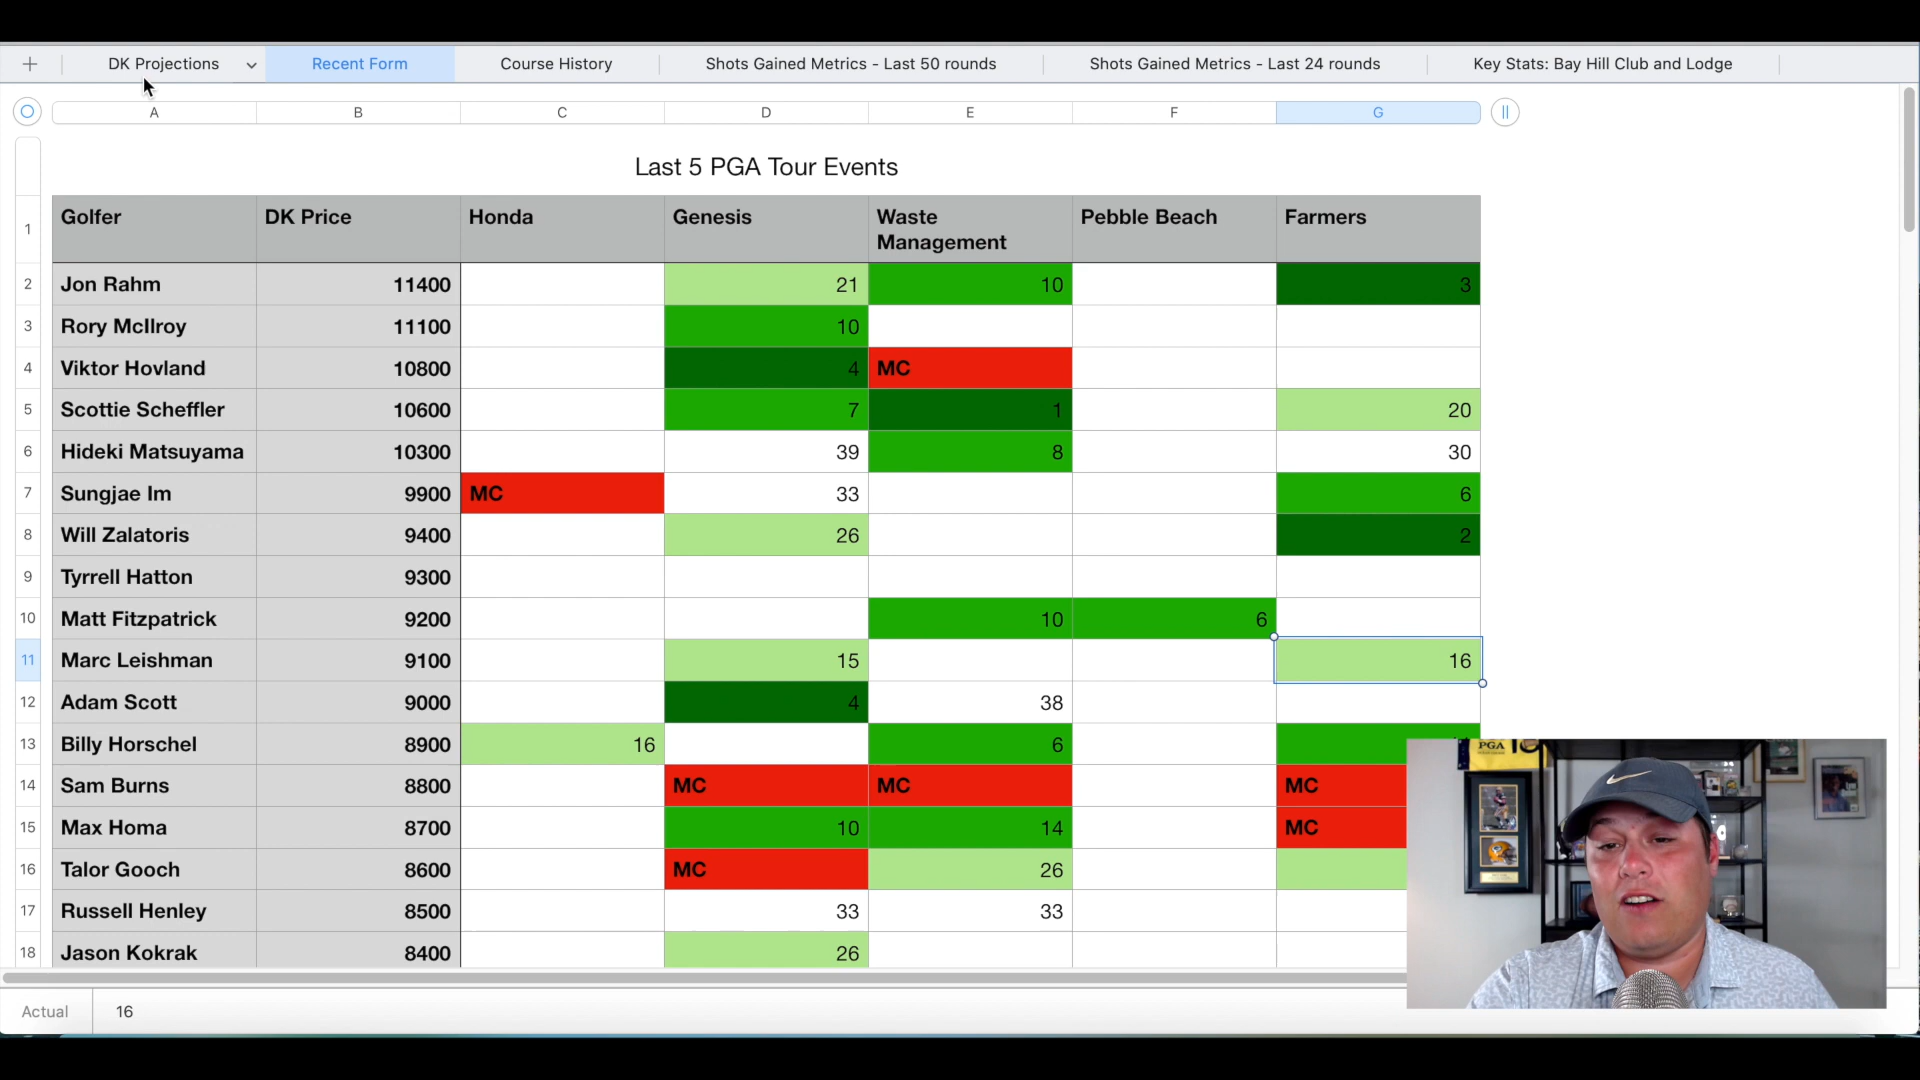 DK Projections
Recent Form
Course History
Shots Gained Metrics - Last 50 rounds
Shots Gained Metrics - Last 24 rounds
Key Stats: Bay Hill Club and Lodge
A B C D E F G
Last 5 PGA Tour Events
1 Golfer DK Price Honda Genesis Waste Pebble Beach Farmers
Management
2 Jon Rahm 11400 21 10 3
3 Rory McIlroy 11100 10
4 Viktor Hovland 10800 4 MC
5 Scottie Scheffler 10600 7 1 20
6 Hideki Matsuyama 10300 39 8 30
7 Sungjae Im 9900 MC 33 6
8 Will Zalatoris 9400 26 2
9 Tyrrell Hatton 9300
10 Matt Fitzpatrick 9200 10 6
11 Marc Leishman 9100 15 16
12 Adam Scott 9000 4 38
13 Billy Horschel 8900 16 6
14 Sam Burns 8800 MC MC MC
15 Max Homa 8700 10 14 MC
16 Talor Gooch 8600 MC 26
17 Russell Henley 8500 33 33
18 Jason Kokrak 8400 26
PGA
Actual 16